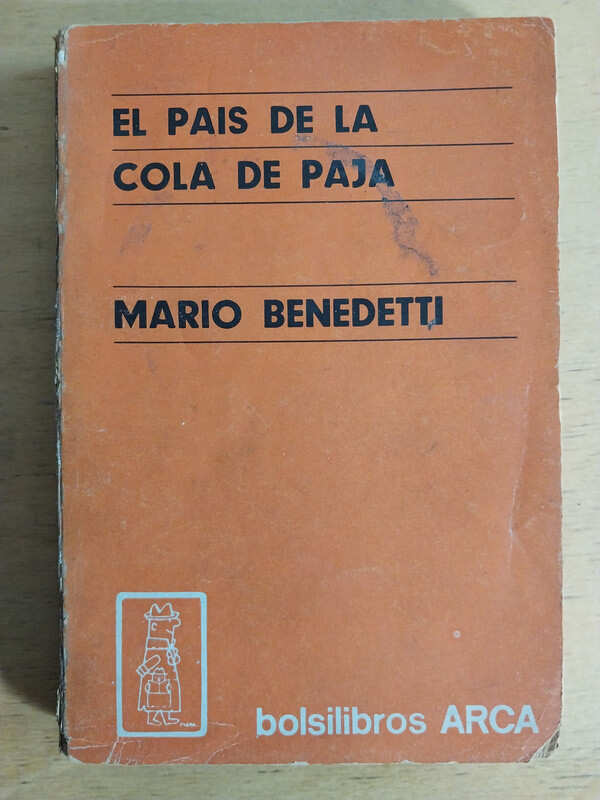 EL PAIS DE LA
COLA DE PAJA
MARIO BENEDETTI
bolsilibros ARCA